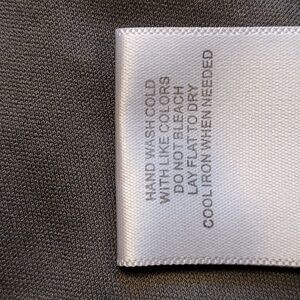 HAND WASH COLD
WITH LIKE COLORS
DO NOT BLEACH
LAY FLAT TO DRY
COOL IRON WHEN NEEDED